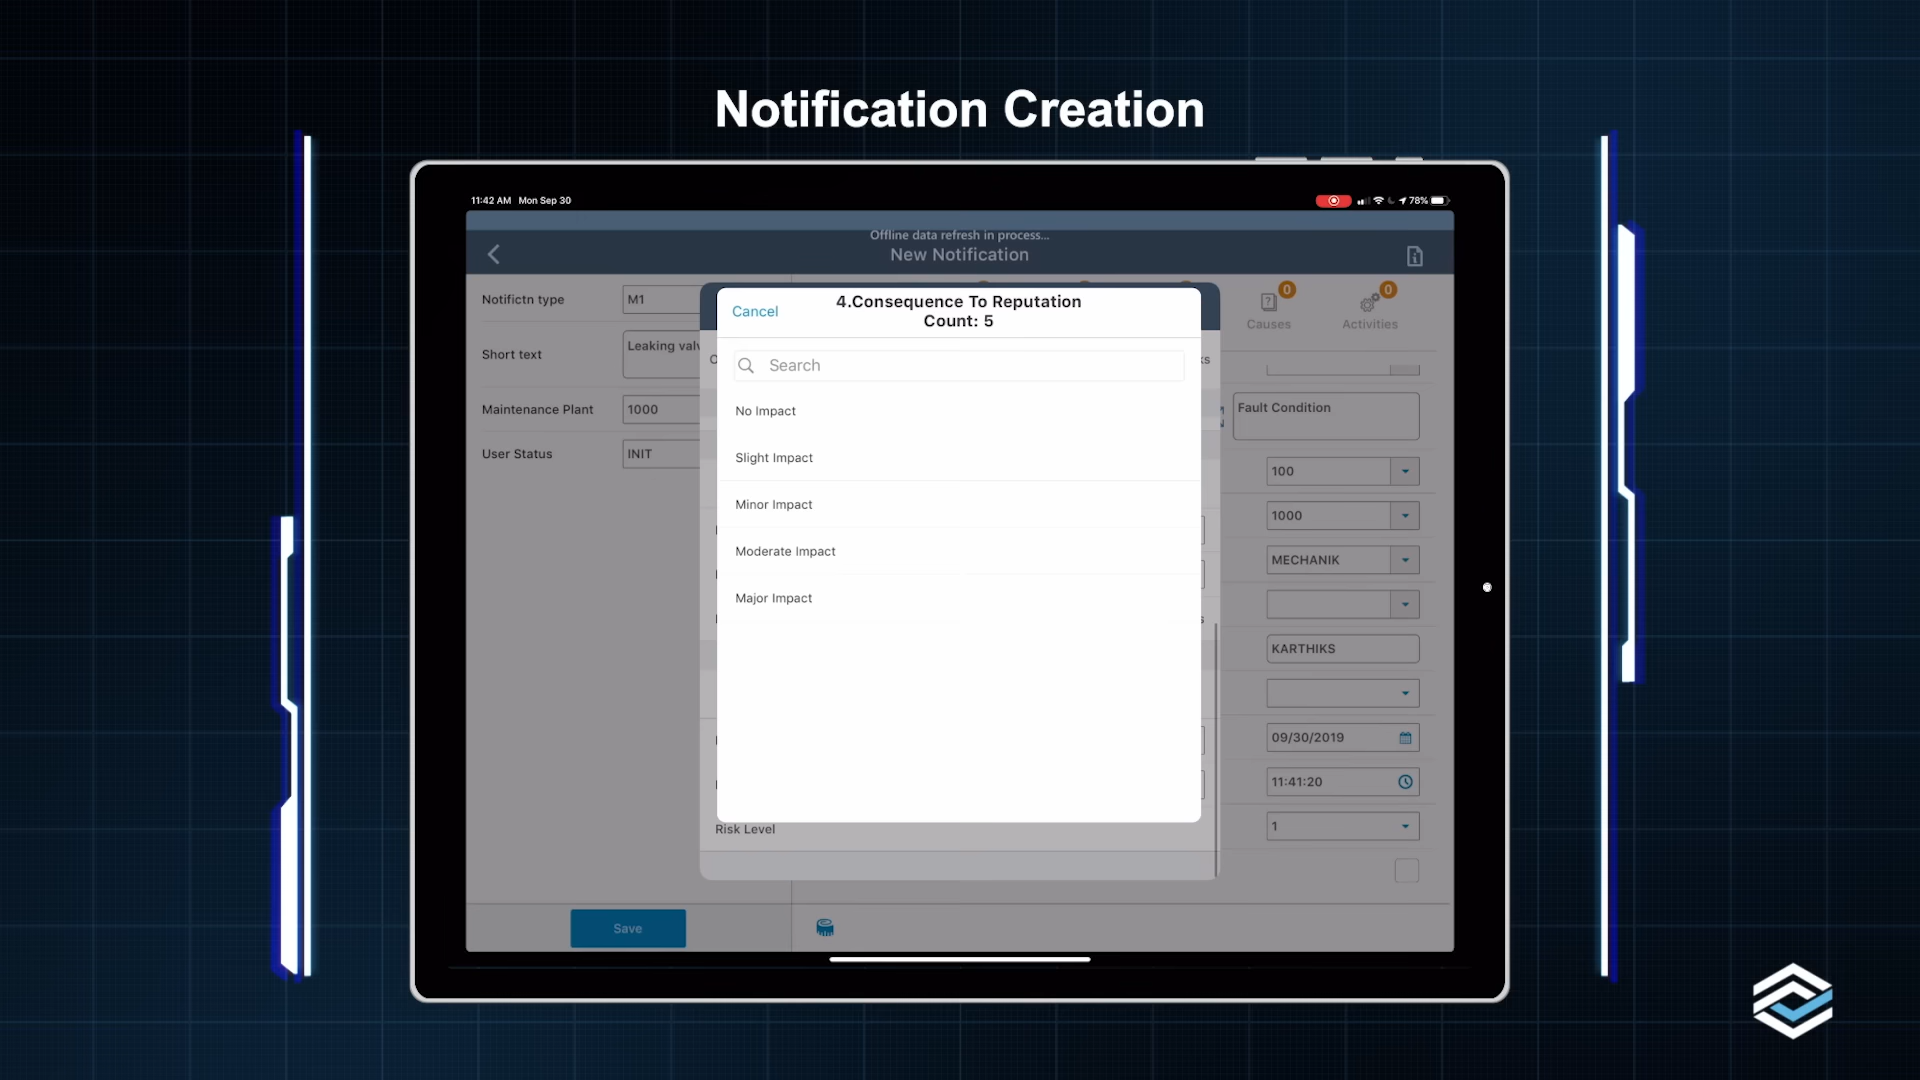 Notification Creation
11:42 AM Mon Sep 30
78%
Offline data refresh in process...
New Notification
Notifictn type
M1
Short text
Leaking valv
Maintenance Plant
1000
User Status
INIT
Cancel
4.Consequence To Reputation
Count: 5
Search
No Impact
Slight Impact
Minor Impact
Moderate Impact
Major Impact
Risk Level
0
Causes
0
Activities
Fault Condition
100
1000
MECHANIK
KARTHIKS
09/30/2019
11:41:20
1
Save